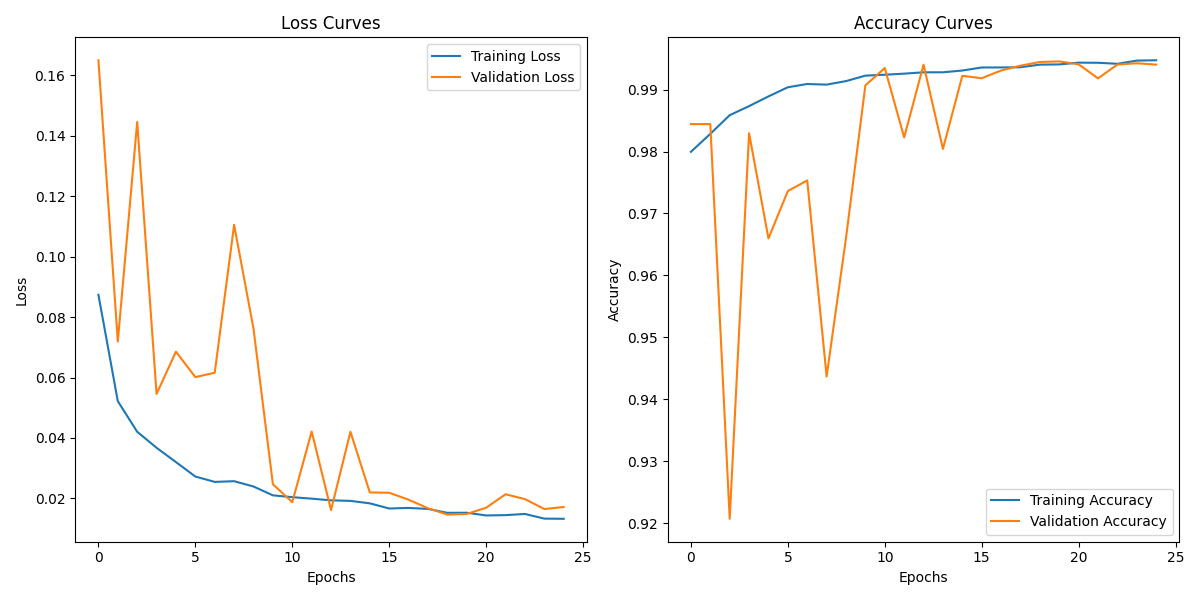 Loss Curves
Training Loss
Validation Loss
0.16
0.14
0.12
0.10
0.08
0.06
0.04
0.02
Loss
0 5 10 15 20 25
Epochs
Accuracy Curves
0.99
0.98
0.97
0.96
0.95
0.94
0.93
0.92
Accuracy
Training Accuracy
Validation Accuracy
0 5 10 15 20 25
Epochs